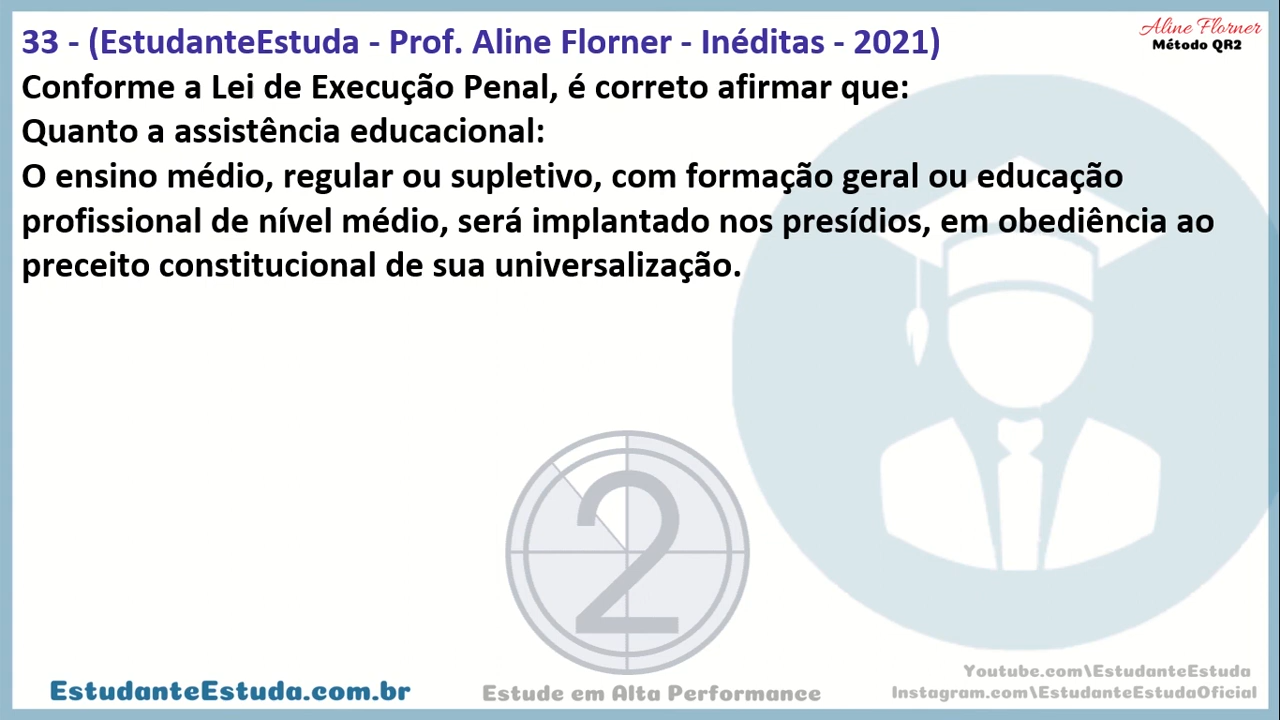 33 - (EstudanteEstuda - Prof. Aline Florner - Inéditas - 2021)
Aline Florner
Método QR2
Conforme a Lei de Execução Penal, é correto afirmar que:
Quanto a assistência educacional:
O ensino médio, regular ou supletivo, com formação geral ou educação
profissional de nível médio, será implantado nos presídios, em obediência ao
preceito constitucional de sua universalização.
2
EstudanteEstuda.com.br
Estude em Alta Performance
Youtube.com\EstudanteEstuda
Instagram.com\EstudanteEstudaOficial